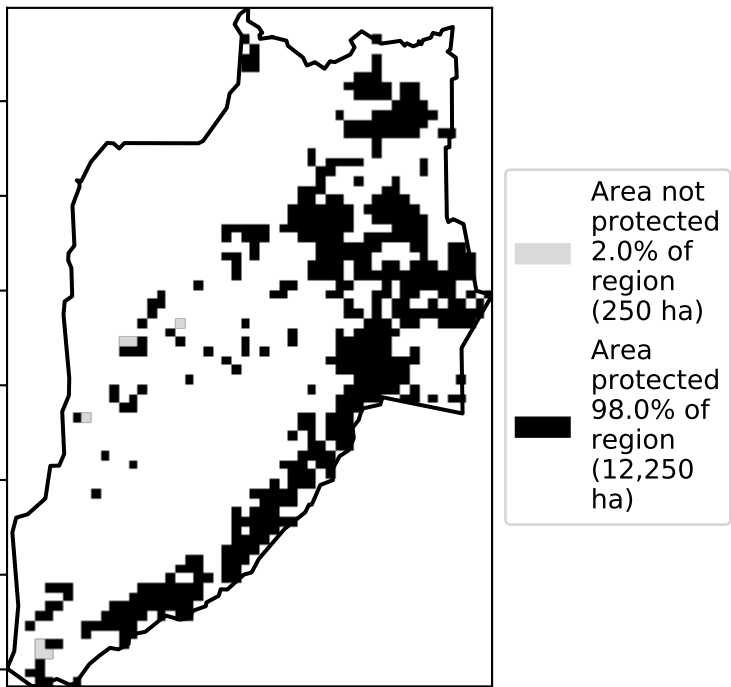 Area not
protected
2.0% of
region
(250 ha)
Area
protected
98.0% of
region
(12,250
ha)